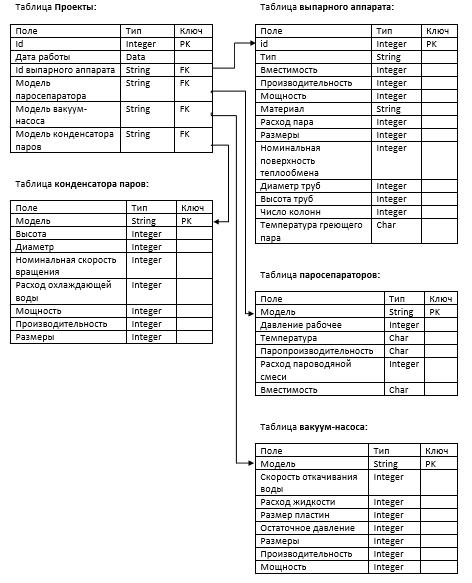 Таблица Проекты:
Поле Тип Ключ
Id Integer PK
Дата работы Data
Id выпарного аппарата String FK
Модель String FK
паросепаратора
Модель вакуум- String FK
насоса
Модель конденсатора String FK
паров
Таблица конденсатора паров:
Поле Тип Ключ
Модель String PK
Высота Integer
Диаметр Integer
Номинальная скорость Integer
вращения
Расход охлаждающей Integer
воды
Мощность Integer
Производительность Integer
Размеры Integer
Таблица выпарного аппарата:
Поле Тип Ключ
id Integer PK
Тип String
Вместимость Integer
Производительность Integer
Мощность Integer
Материал String
Расход пара Integer
Размеры Integer
Номинальная Integer
поверхность
теплообмена
Диаметр труб Integer
Высота труб Integer
Число колонн Integer
Температура греющего Char
пара
Таблица паросепараторов:
Поле Тип Ключ
Модель String PK
Давление рабочее Integer
Температура Char
Паропроизводительность Char
Расход пароводяной Integer
смеси
Вместимость Char
Таблица вакуум-насоса:
Поле Тип Ключ
Модель String PK
Скорость откачивания Integer
воды
Расход жидкости Integer
Размер пластин Integer
Остаточное давление Integer
Размеры Integer
Производительность Integer
Мощность Integer